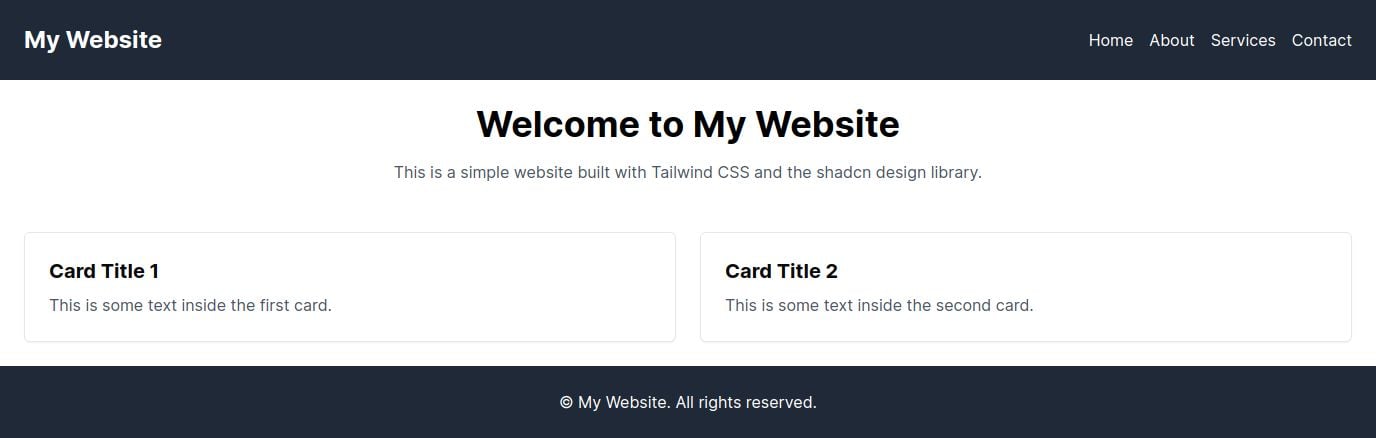 My Website
Home About Services Contact
Welcome to My Website
This is a simple website built with Tailwind CSS and the shadcn design library.
Card Title 1
This is some text inside the first card.
Card Title 2
This is some text inside the second card.
© My Website. All rights reserved.